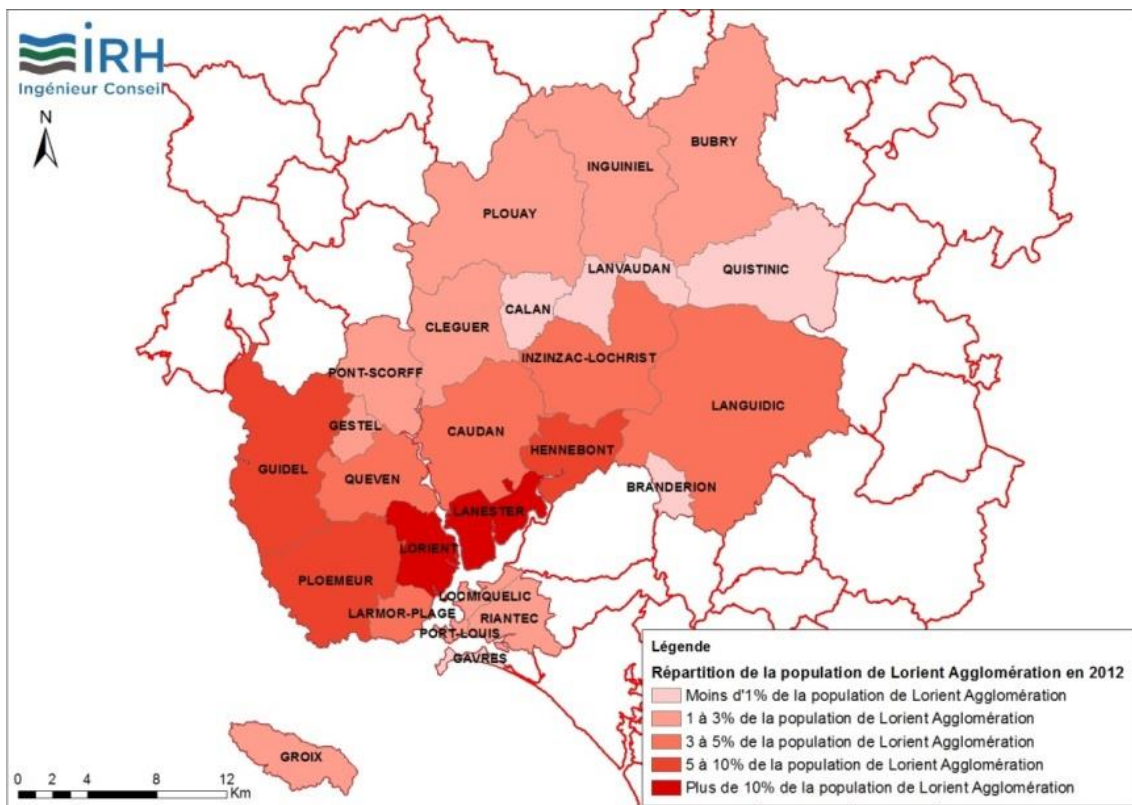 iRH
Ingénieur Conseil
N
BUBRY
INGUINIEL
PLOUAY
LANVAUDAN
QUISTINIC
CALAN
CLEGUER
INZINZAC-LOCHRIST
PONT-SCORFF
LANGUIDIC
GESTEL
CAUDAN
HENNEBONT
GUIDEL
QUEVEN
BRANDERION
LANESTER
LORIENT
PLOEMEUR
LOCMIQUELIC
LARMOR-PLAGE
RIANTEC
PORT-LOUIS
GAVRES
GROIX
0 2 4 8 12
Km
Légende
Répartition de la population de Lorient Agglomération en 2012
Moins d'1% de la population de Lorient Agglomération
1 à 3% de la population de Lorient Agglomération
3 à 5% de la population de Lorient Agglomération
5 à 10% de la population de Lorient Agglomération
Plus de 10% de la population de Lorient Agglomération